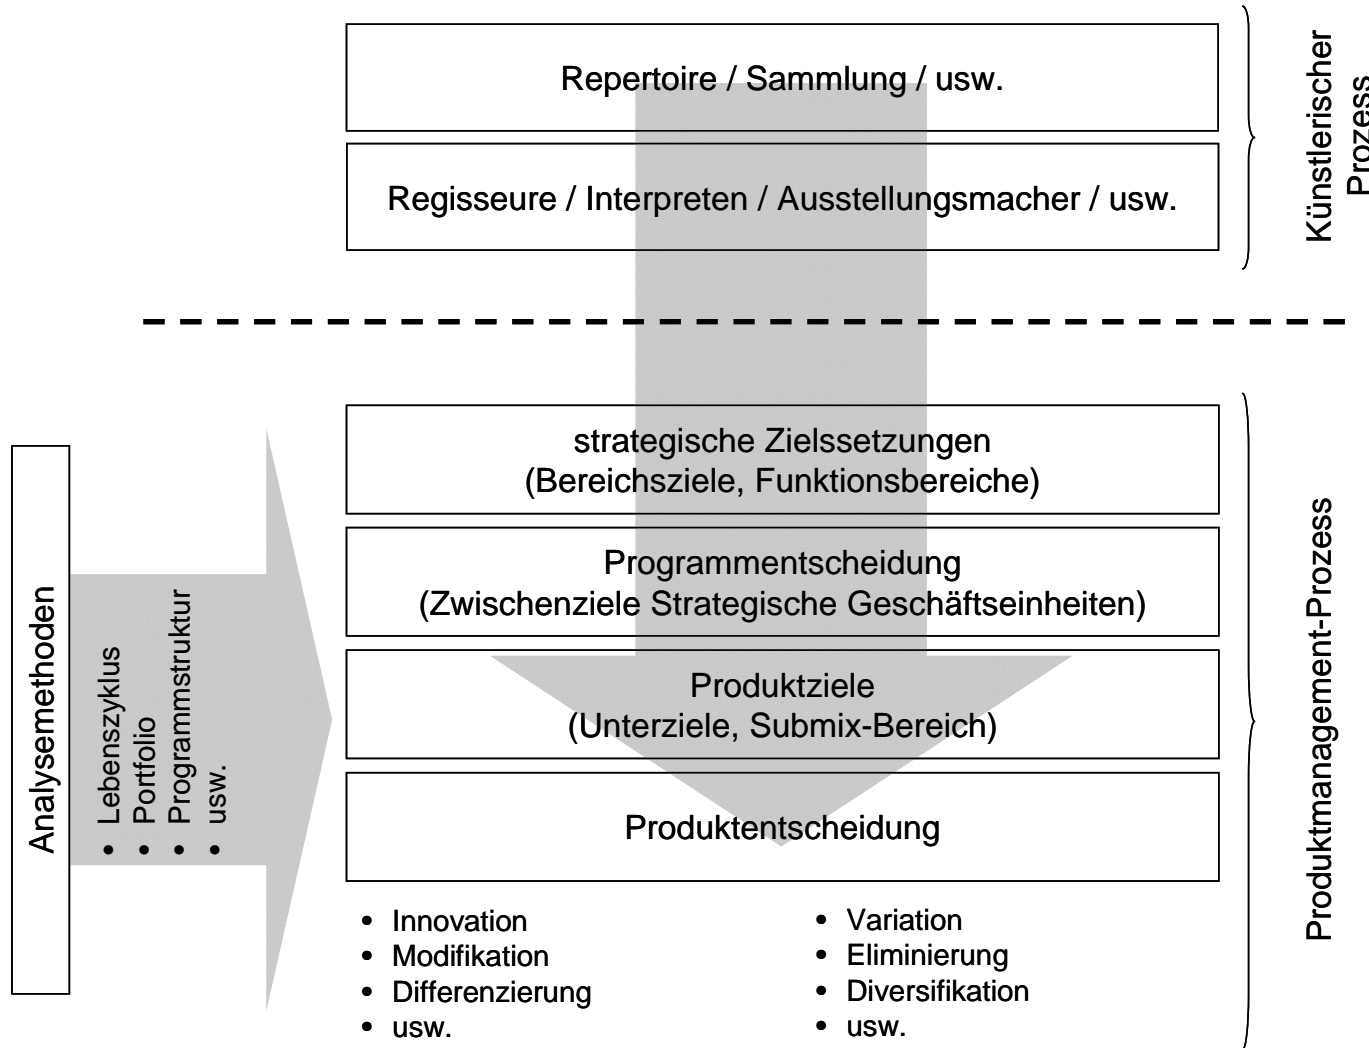 Repertoire / Sammlung / usw.
Regisseure / Interpreten / Ausstellungsmacher / usw.
Künstlerischer
Prozess
strategische Zielssetzungen
(Bereichsziele, Funktionsbereiche)
Programmentscheidung
(Zwischenziele Strategische Geschäftseinheiten)
Produktziele
(Unterziele, Submix-Bereich)
Produktentscheidung
• Innovation
• Modifikation
• Differenzierung
• usw.
• Variation
• Eliminierung
• Diversifikation
• usw.
Produktmanagement-Prozess
Analysemethoden
• Lebenszyklus
• Portfolio
• Programmstruktur
• usw.